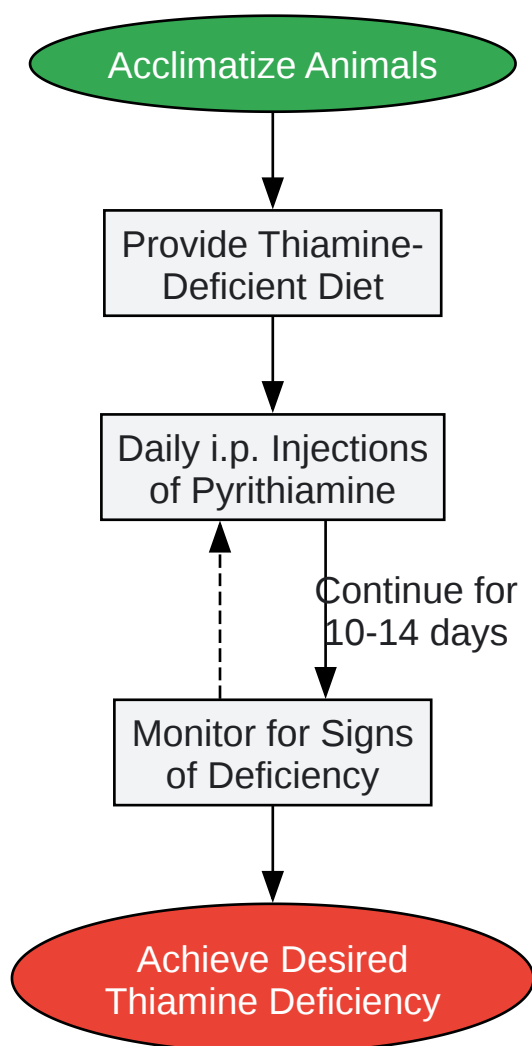 Acclimatize Animals
Provide Thiamine-
Deficient Diet
Daily i.p. Injections
of Pyrithiamine
Continue for
10-14 days
Monitor for Signs
of Deficiency
Achieve Desired
Thiamine Deficiency